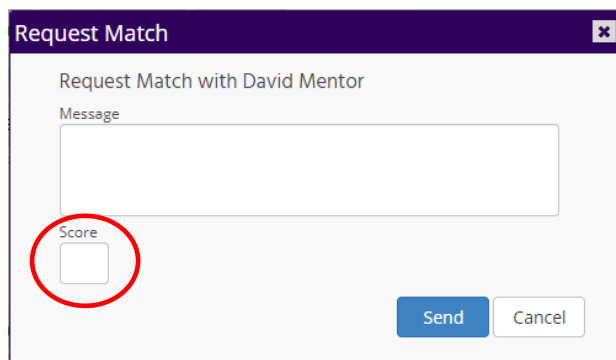 Request Match
Request Match with David Mentor
Message
Score
Send Cancel